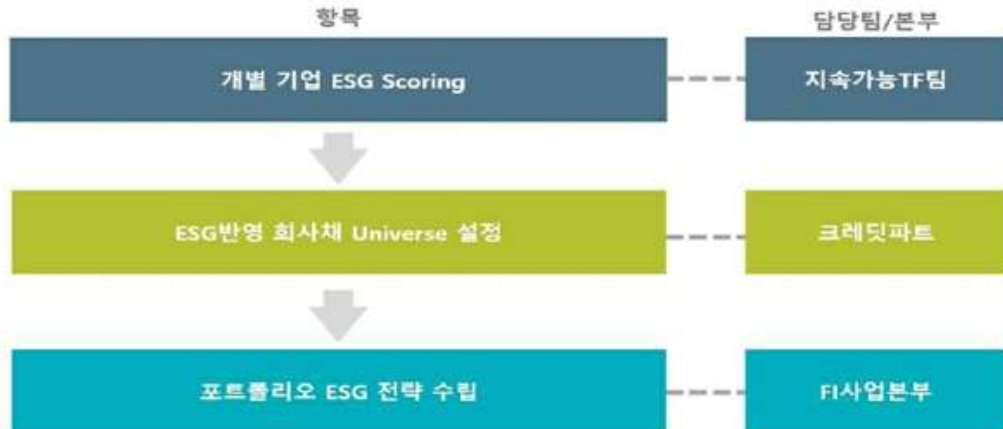 항목
담당팀/본부
개별 기업 ESG Scoring
지속가능TF팀
ESG반영 회사채 Universe 설정
크레딧파트
포트폴리오 ESG 전략 수립
FI사업본부